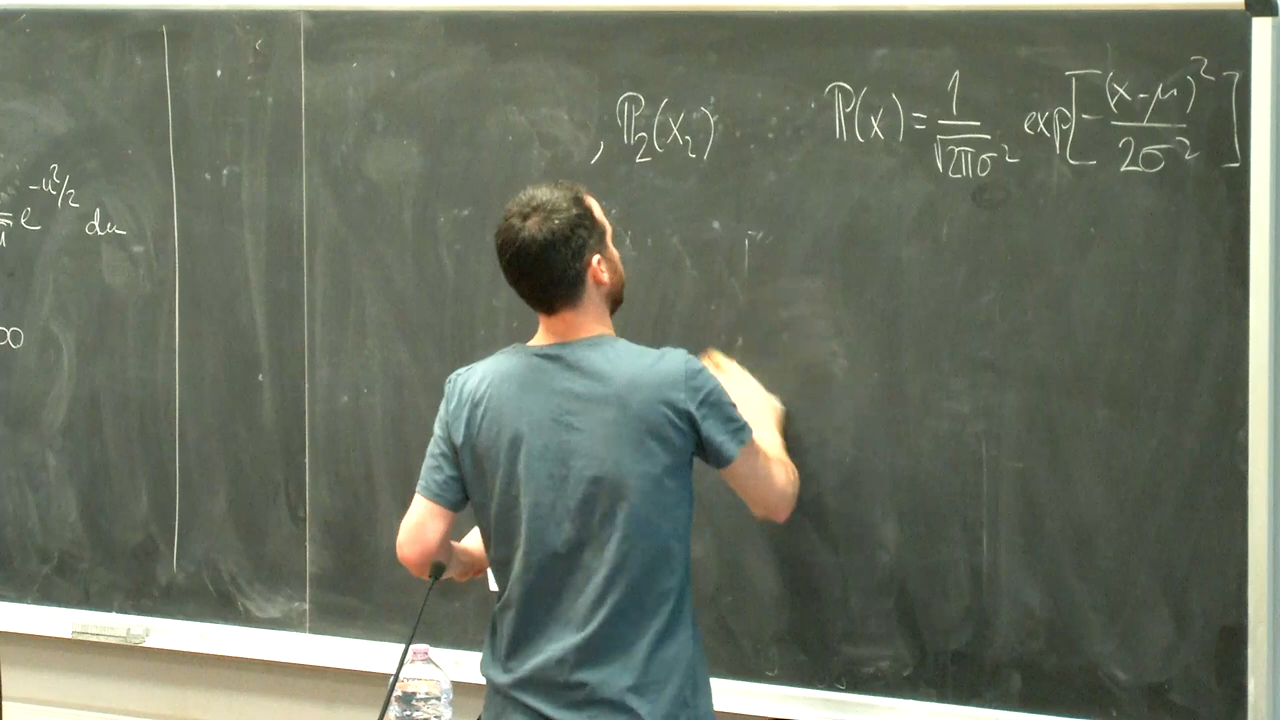 e^{-u²/2} du
∞
, ℙ₂(x₂)
ℙ(x) = 1/√(2πσ²) exp[-(x-μ)²/2σ²]